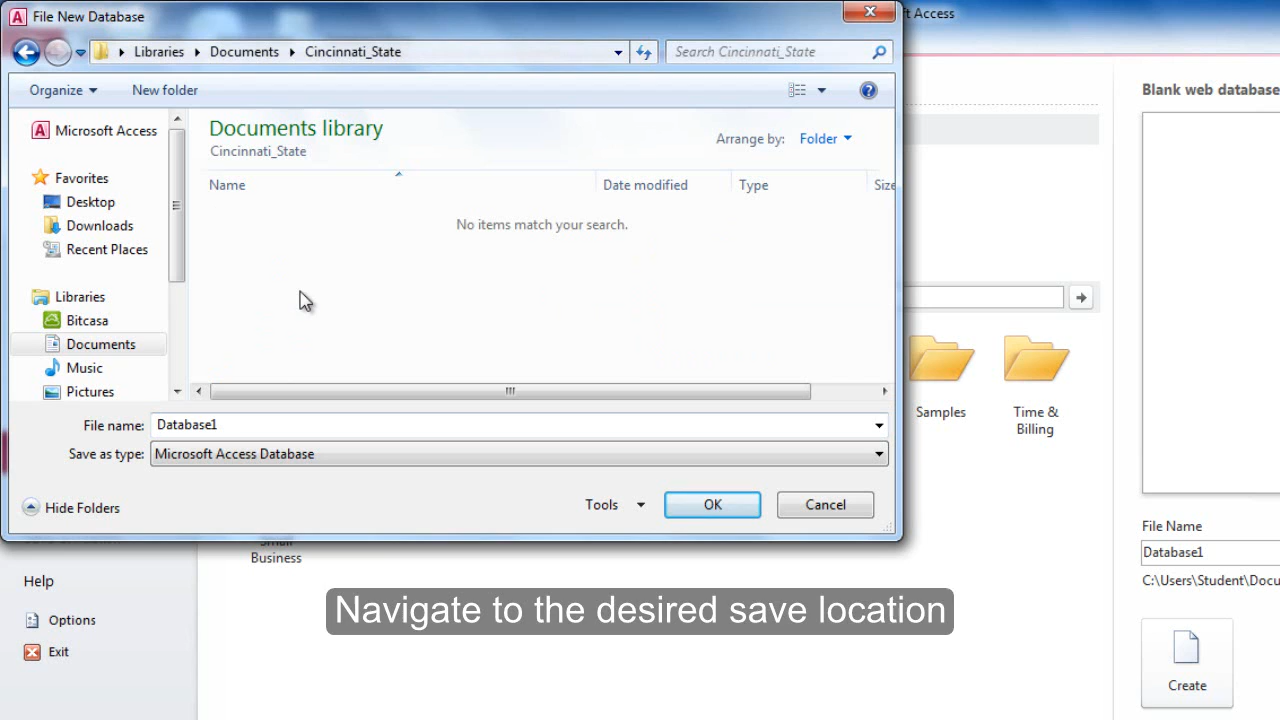 File New Database
ft Access
Libraries Documents Cincinnati_State
Search Cincinnati_State
Organize
New folder
Microsoft Access
Favorites
Desktop
Downloads
Recent Places
Libraries
Bitcasa
Documents
Music
Pictures
Documents library
Cincinnati_State
Arrange by: Folder
Name
Date modified
Type
Size
No items match your search.
File name: Database1
Save as type: Microsoft Access Database
Hide Folders
Tools
OK
Cancel
Blank web database
Samples
Time &
Billing
Small
Business
File Name
Database1
C:\Users\Student\Docu
Create
Help
Options
Exit
Navigate to the desired save location